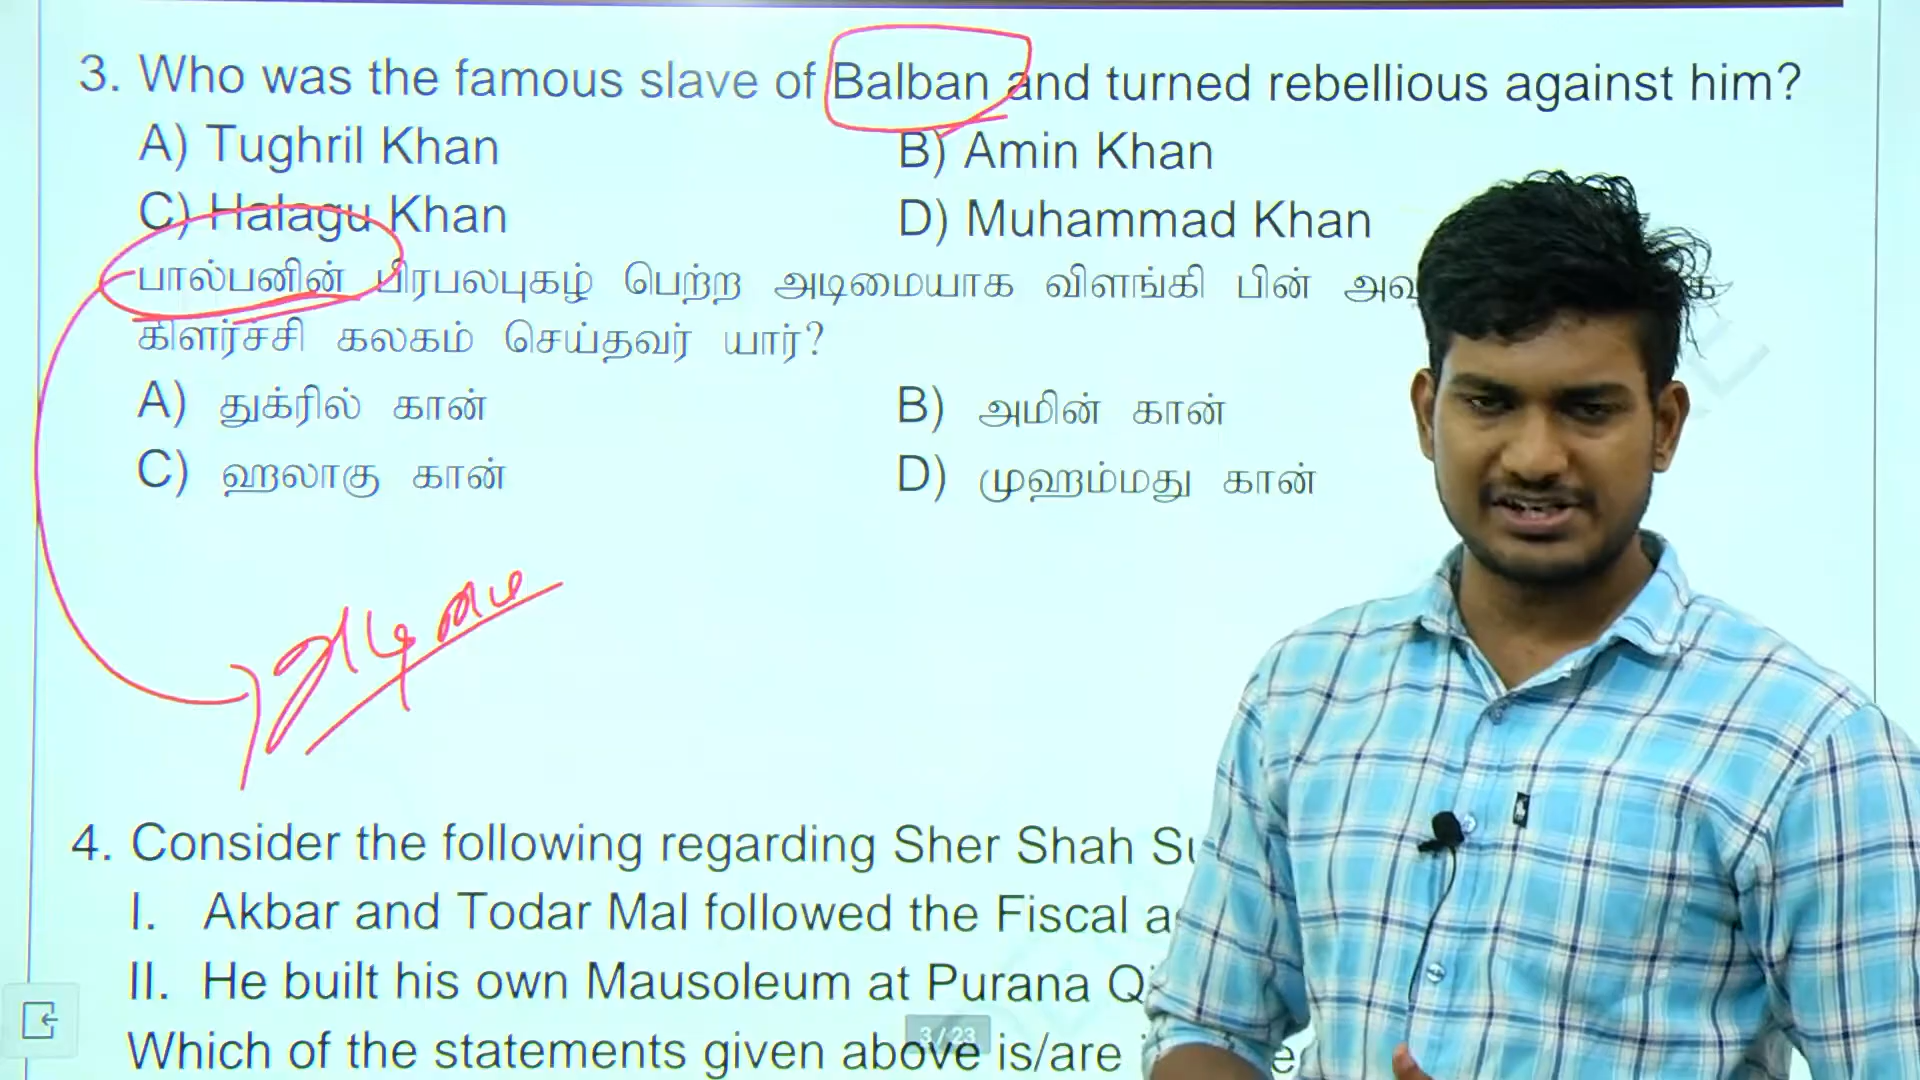 3. Who was the famous slave of Balban and turned rebellious against him?
A) Tughril Khan B) Amin Khan
C) Halagu Khan D) Muhammad Khan
பால்பனின் பிரபலபுகழ் பெற்ற அடிமையாக விளங்கி பின்
கிளர்ச்சி கலகம் செய்தவர் யார்?
A) துக்ரில் கான் B) அமின் கான்
C) ஹலாகு கான் D) முஹம்மது கான்
அடிமை
4. Consider the following regarding Sher Shah
I. Akbar and Todar Mal followed the Fiscal
II. He built his own Mausoleum at Purana
3 / 23
Which of the statements given above is/are